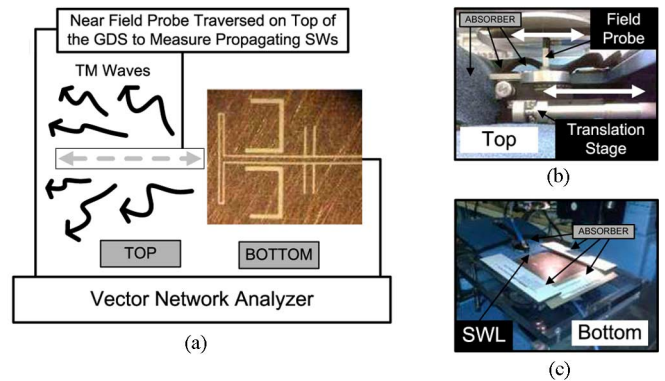 Near Field Probe Traversed on Top of
the GDS to Measure Propagating SWs
TM Waves
TOP
BOTTOM
Vector Network Analyzer
(a)
ABSORBER
Field
Probe
Top
Translation
Stage
(b)
ABSORBER
SWL
Bottom
(c)